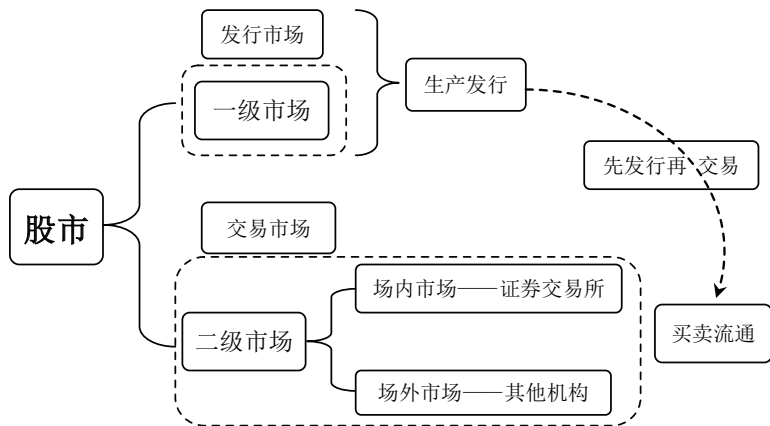 发行市场
一级市场
生产发行
先发行再 交易
股市
交易市场
场内市场——证券交易所
二级市场
买卖流通
场外市场——其他机构